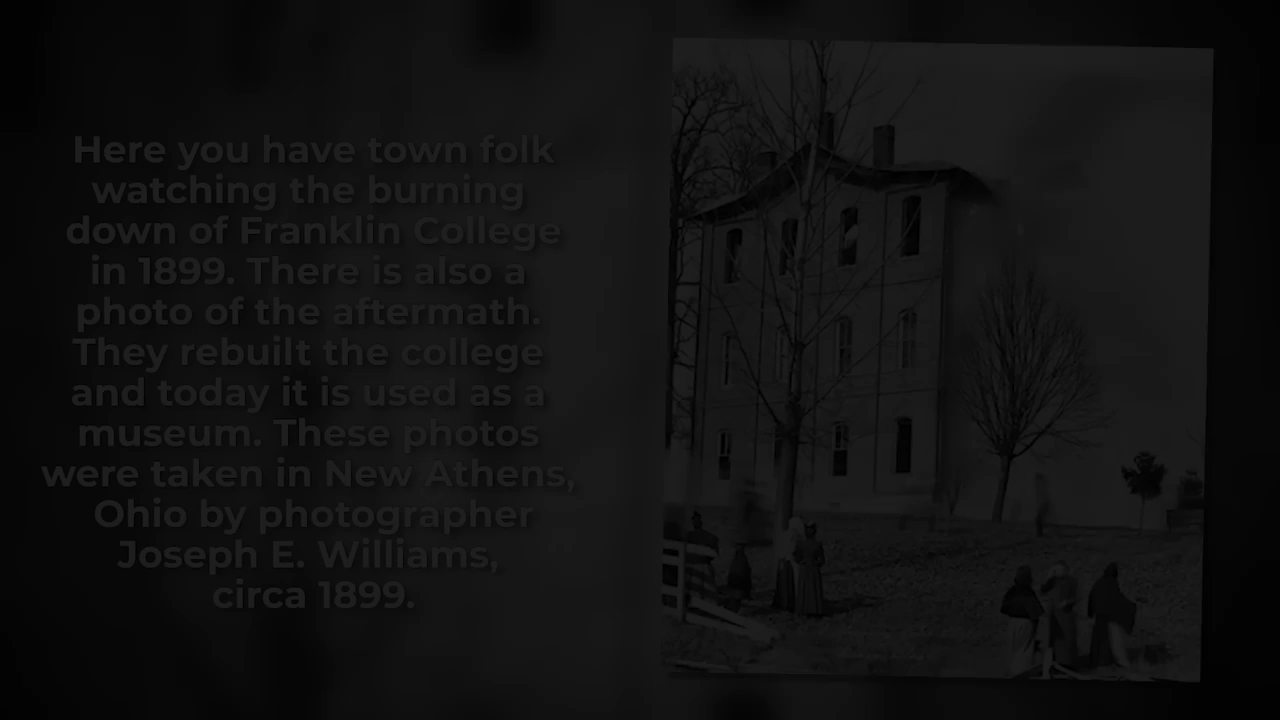 Here you have town folk
watching the burning
down of Franklin College
in 1899. There is also a
photo of the aftermath.
They rebuilt the college
and today it is used as a
museum. These photos
were taken in New Athens,
Ohio by photographer
Joseph E. Williams,
circa 1899.